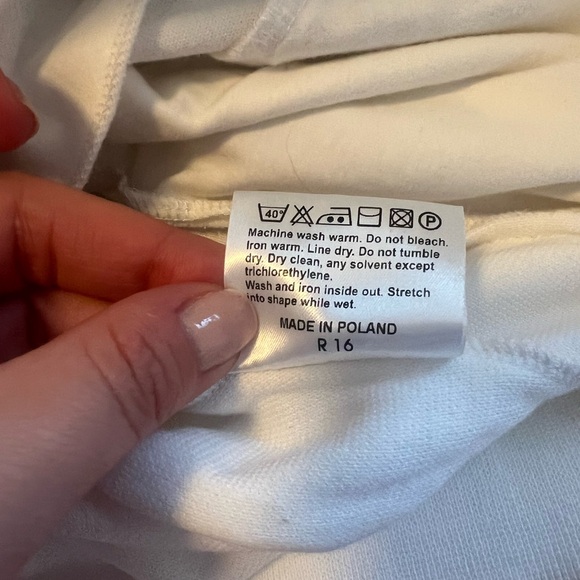 40°
P
Machine wash warm. Do not bleach.
Iron warm. Line dry. Do not tumble
dry. Dry clean, any solvent except
trichlorethylene.
Wash and iron inside out. Stretch
into shape while wet.
MADE IN POLAND
R 16